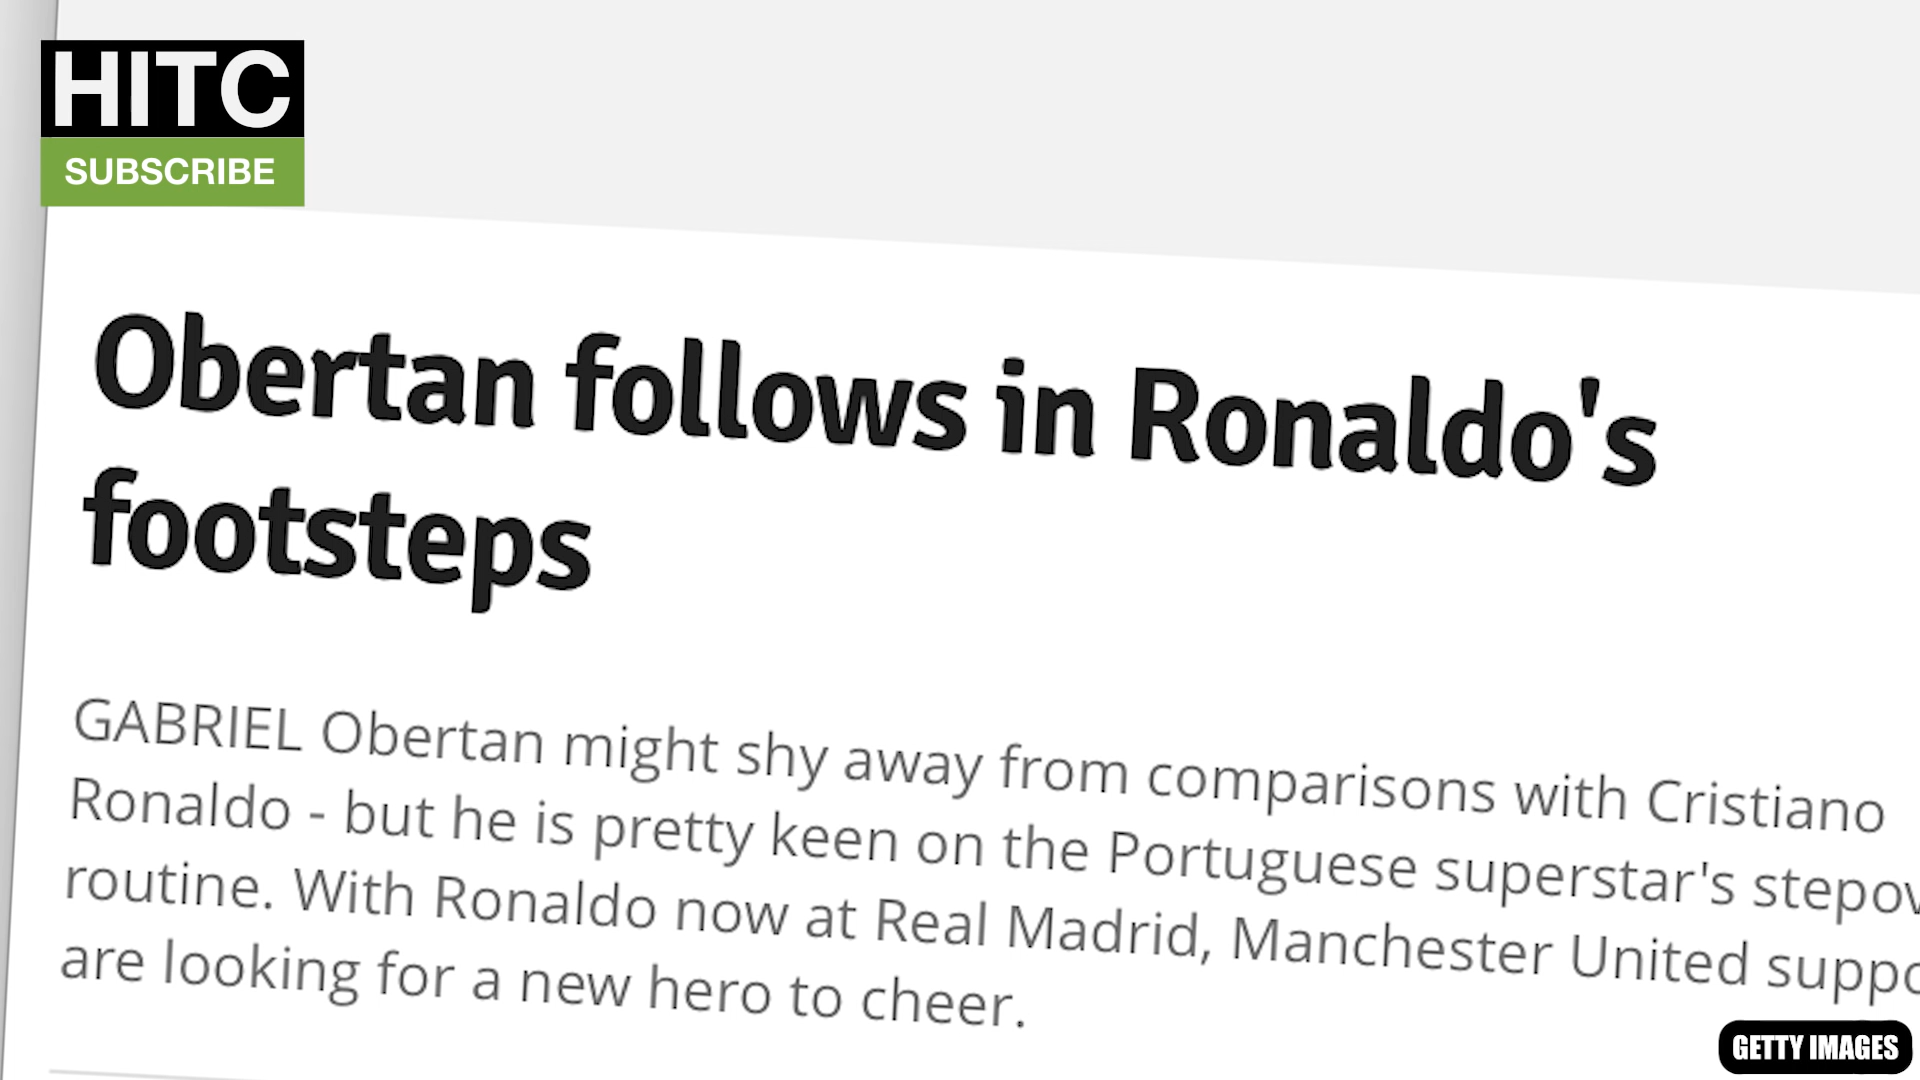 HITC
SUBSCRIBE
Obertan follows in Ronaldo's
footsteps
GABRIEL Obertan might shy away from comparisons with Cristiano
Ronaldo - but he is pretty keen on the Portuguese superstar's
routine. With Ronaldo now at Real Madrid, Manchester United
are looking for a new hero to cheer.
GETTY IMAGES